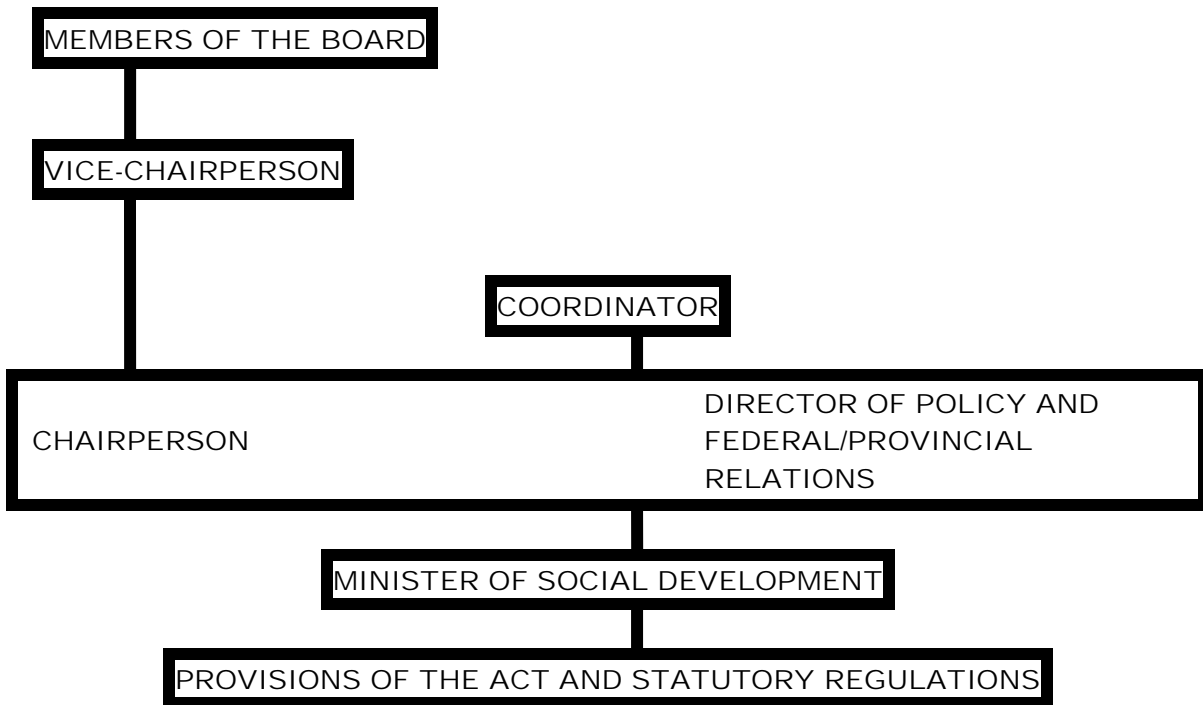 MEMBERS OF THE BOARD
VICE-CHAIRPERSON
COORDINATOR
CHAIRPERSON
DIRECTOR OF POLICY AND
FEDERAL/PROVINCIAL
RELATIONS
MINISTER OF SOCIAL DEVELOPMENT
PROVISIONS OF THE ACT AND STATUTORY REGULATIONS